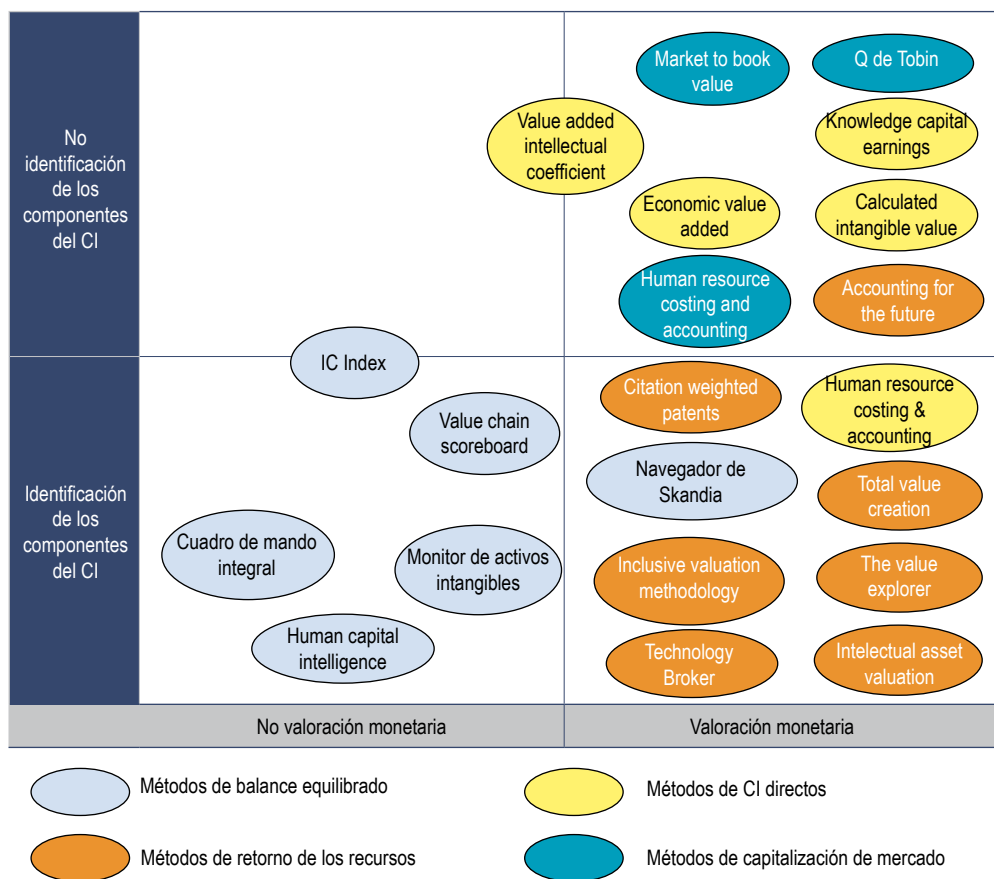 No
identificación
de los
componentes
del CI
Market to book
value
Q de Tobin
Value added
intellectual
coefficient
Knowledge capital
earnings
Economic value
added
Calculated
intangible value
Human resource
costing and
accounting
Accounting for
the future
IC Index
Identificación
de los
componentes
del CI
Value chain
scoreboard
Citation weighted
patents
Human resource
costing &
accounting
Navegador de
Skandia
Total value
creation
Cuadro de mando
integral
Monitor de activos
intangibles
Inclusive valuation
methodology
The value
explorer
Human capital
intelligence
Technology
Broker
Intelectual asset
valuation
No valoración monetaria
Valoración monetaria
Métodos de balance equilibrado
Métodos de CI directos
Métodos de retorno de los recursos
Métodos de capitalización de mercado